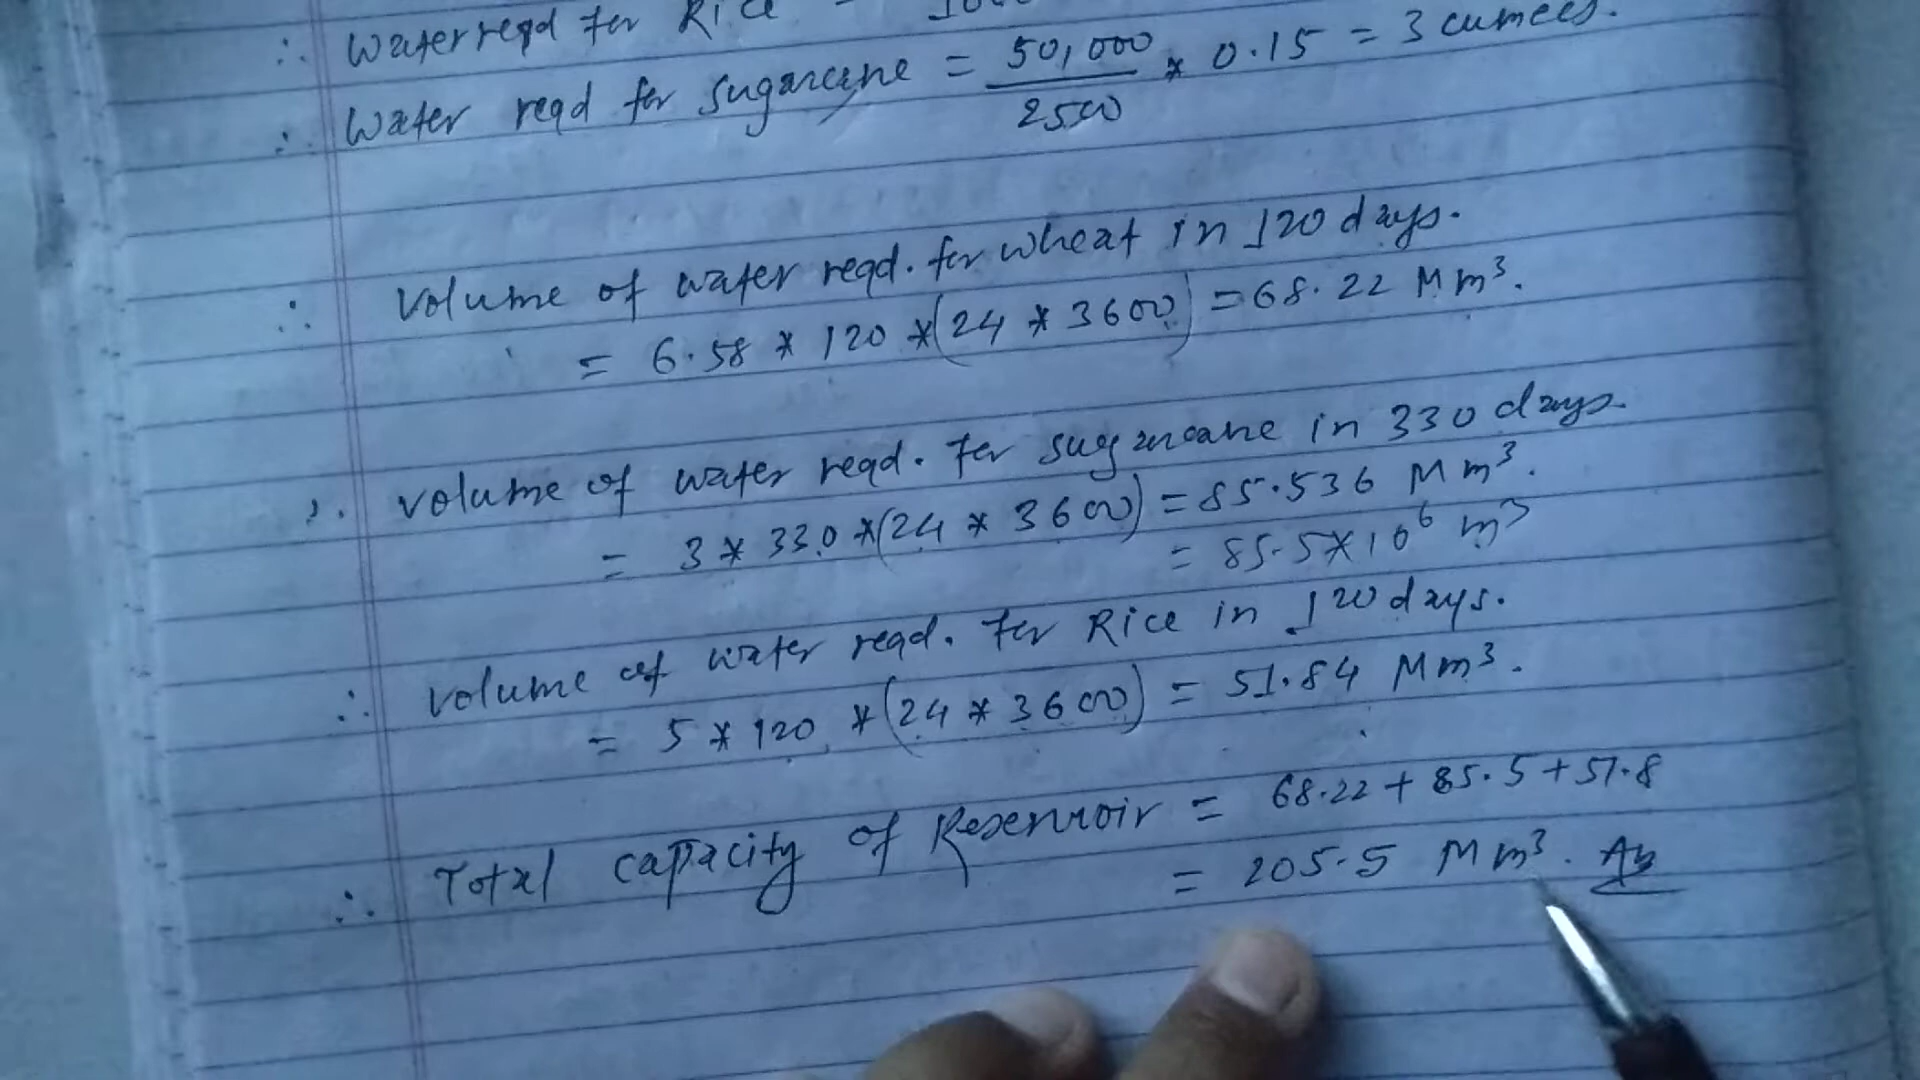 ∴ Water reqd for Rice =
∴ Water reqd for sugarcane = 50,000/2500 * 0.15 = 3 cumecs.
∴ Volume of water reqd. for wheat in 120 days.
= 6.58 * 120 * (24 * 3600) = 68.22 Mm³.
∴ volume of water reqd. for sugarcane in 330 days.
= 3 * 330 * (24 * 3600) = 85.536 Mm³.
= 85.5 * 10⁶ m³
∴ volume of water reqd. for Rice in 120 days.
= 5 * 120 * (24 * 3600) = 51.84 Mm³.
∴ Total capacity of Reservoir = 68.22 + 85.5 + 51.8
= 205.5 Mm³. Ans